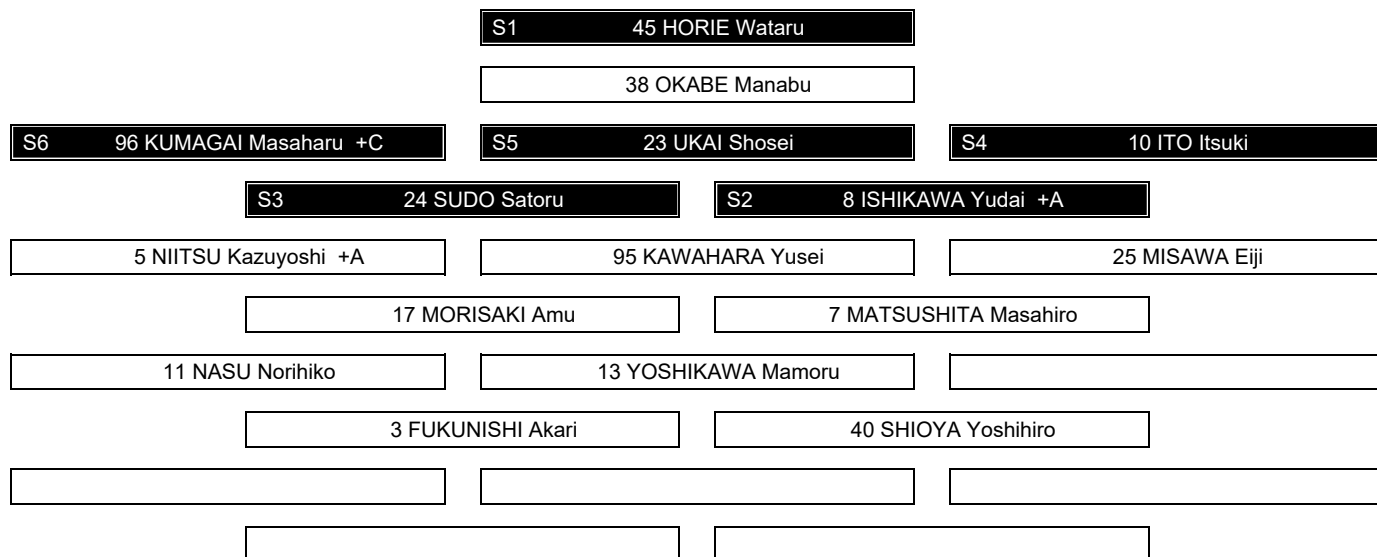 S1 45 HORIE Wataru
38 OKABE Manabu
S6 96 KUMAGAI Masaharu +C S5 23 UKAI Shosei S4 10 ITO Itsuki
S3 24 SUDO Satoru S2 8 ISHIKAWA Yudai +A
5 NIITSU Kazuyoshi +A 95 KAWAHARA Yusei 25 MISAWA Eiji
17 MORISAKI Amu 7 MATSUSHITA Masahiro
11 NASU Norihiko 13 YOSHIKAWA Mamoru
3 FUKUNISHI Akari 40 SHIOYA Yoshihiro